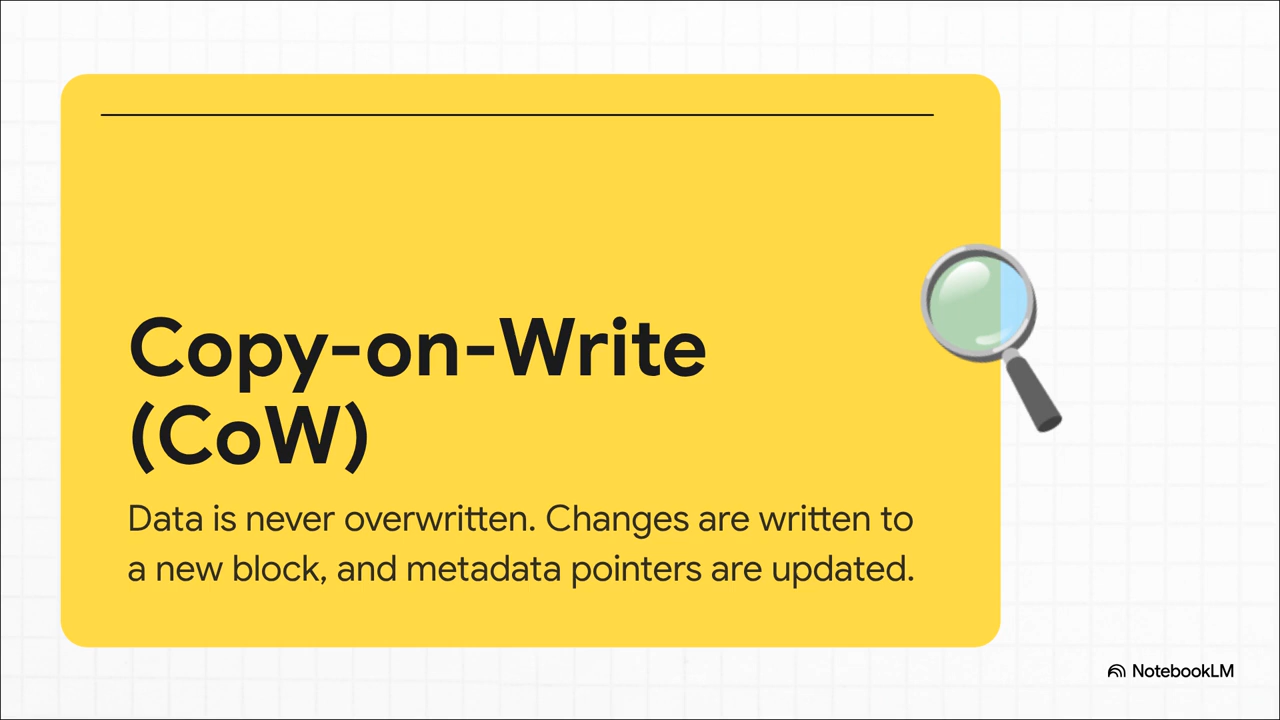 Copy-on-Write
(CoW)
Data is never overwritten. Changes are written to
a new block, and metadata pointers are updated.
NotebookLM